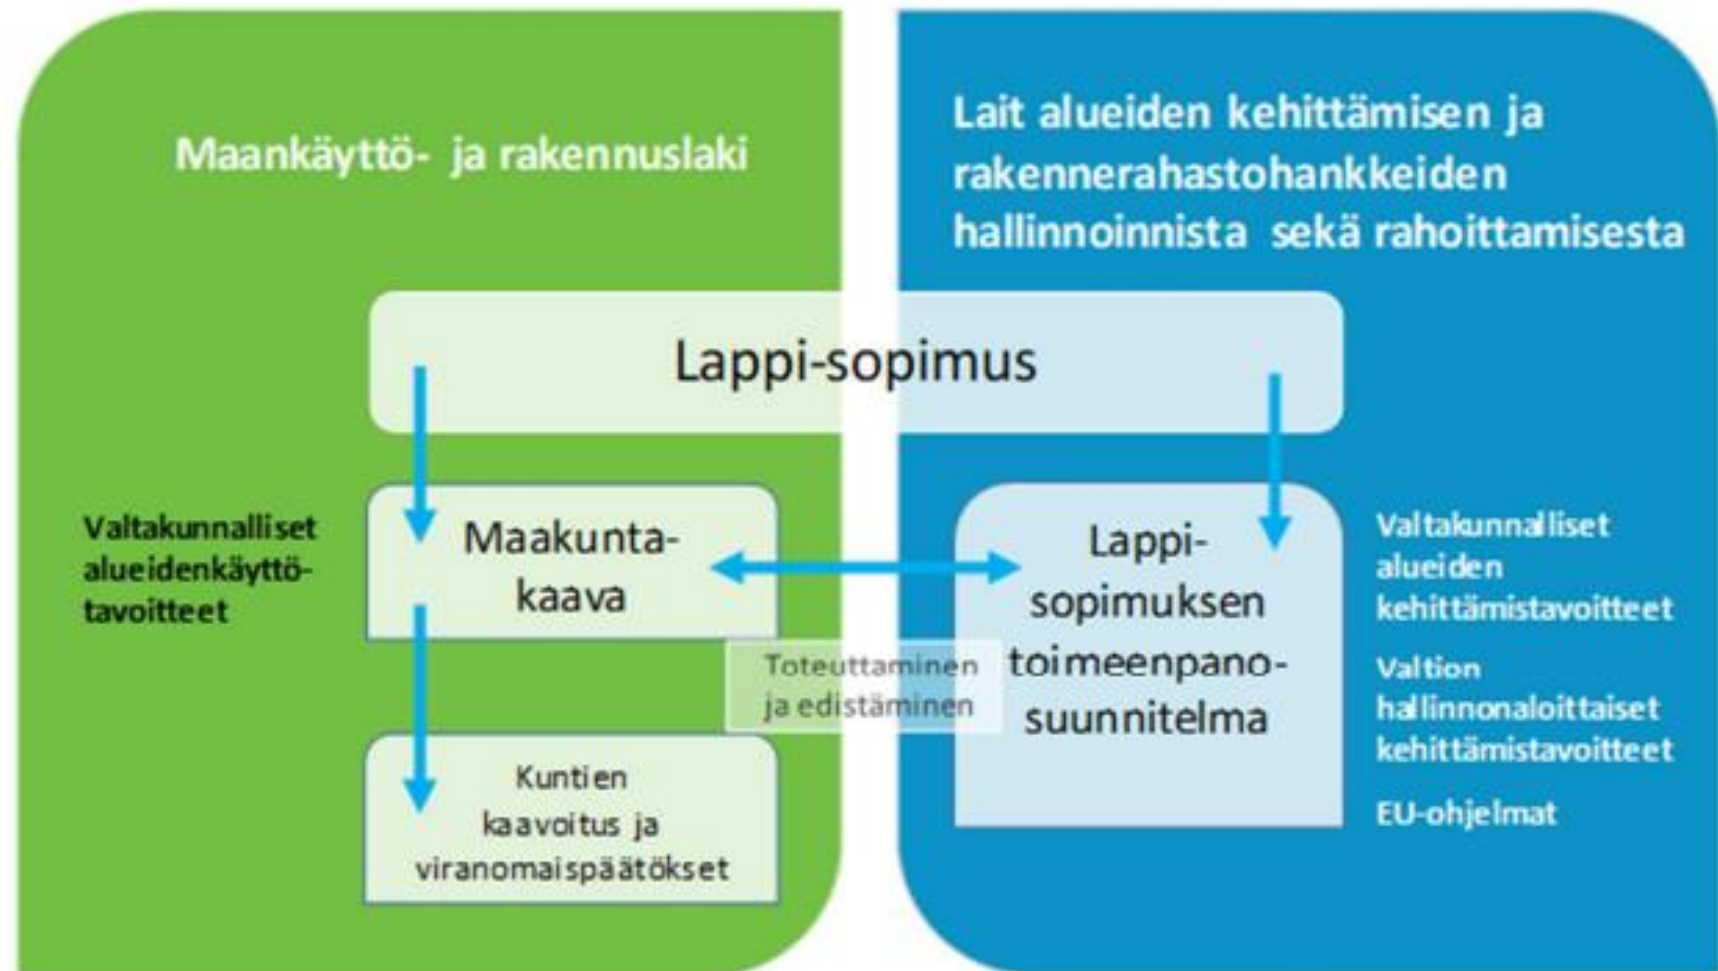 Maankäyttö- ja rakennuslaki
Lait alueiden kehittämisen ja
rakennerahastohankkeiden
hallinnoinnista sekä rahoittamisesta
Lappi-sopimus
Valtakunnalliset
alueidenkäyttö-
tavoitteet
Maakunta-
kaava
Lappi-
sopimuksen
toimeenpano-
suunnitelma
Valtakunnalliset
alueiden
kehittämistavoitteet
Valtion
hallinnonaloittaiset
kehittämistavoitteet
EU-ohjelmat
Toteuttaminen
ja edistäminen
Kuntien
kaavoitus ja
viranomaispäätökset